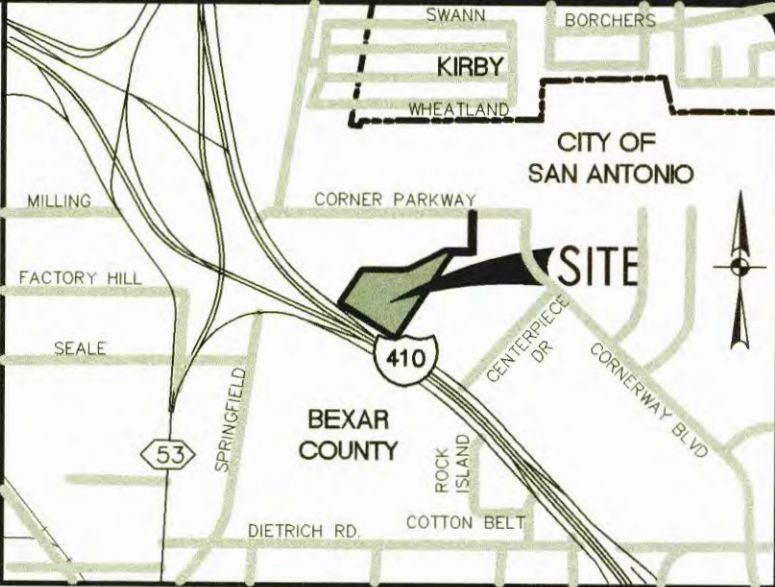 SWANN
BORCHERS
KIRBY
WHEATLAND
CITY OF
SAN ANTONIO
MILLING
CORNER PARKWAY
FACTORY HILL
SITE
SEALE
410
CENTERPIECE
DR
CORNERWAY BLVD
SPRINGFIELD
BEXAR
COUNTY
53
ROCK
ISLAND
DIETRICH RD.
COTTON BELT